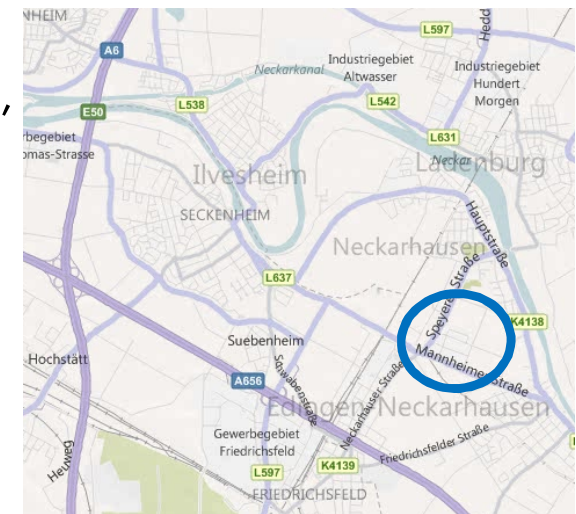 NHEIM
L597
Hedd
A6
Industriegebiet
Altwasser
Neckarkanal
Industriegebiet
Hundert
Morgen
,
L538
L542
E50
rbegebiet
omas-Strasse
L631
Neckar
Ladenburg
Ilvesheim
SECKENHEIM
Hauptstraße
Neckarhausen
L637
Speyerer Straße
K4138
Suebenheim
Mannheimer Straße
Hochstätt
A656
Schwabenstraße
Neckarhauser Straße
Edingen-Neckarhausen
Gewerbegebiet
Friedrichsfeld
Friedrichsfelder Straße
Heuweg
L597
K4139
FRIEDRICHSFELD